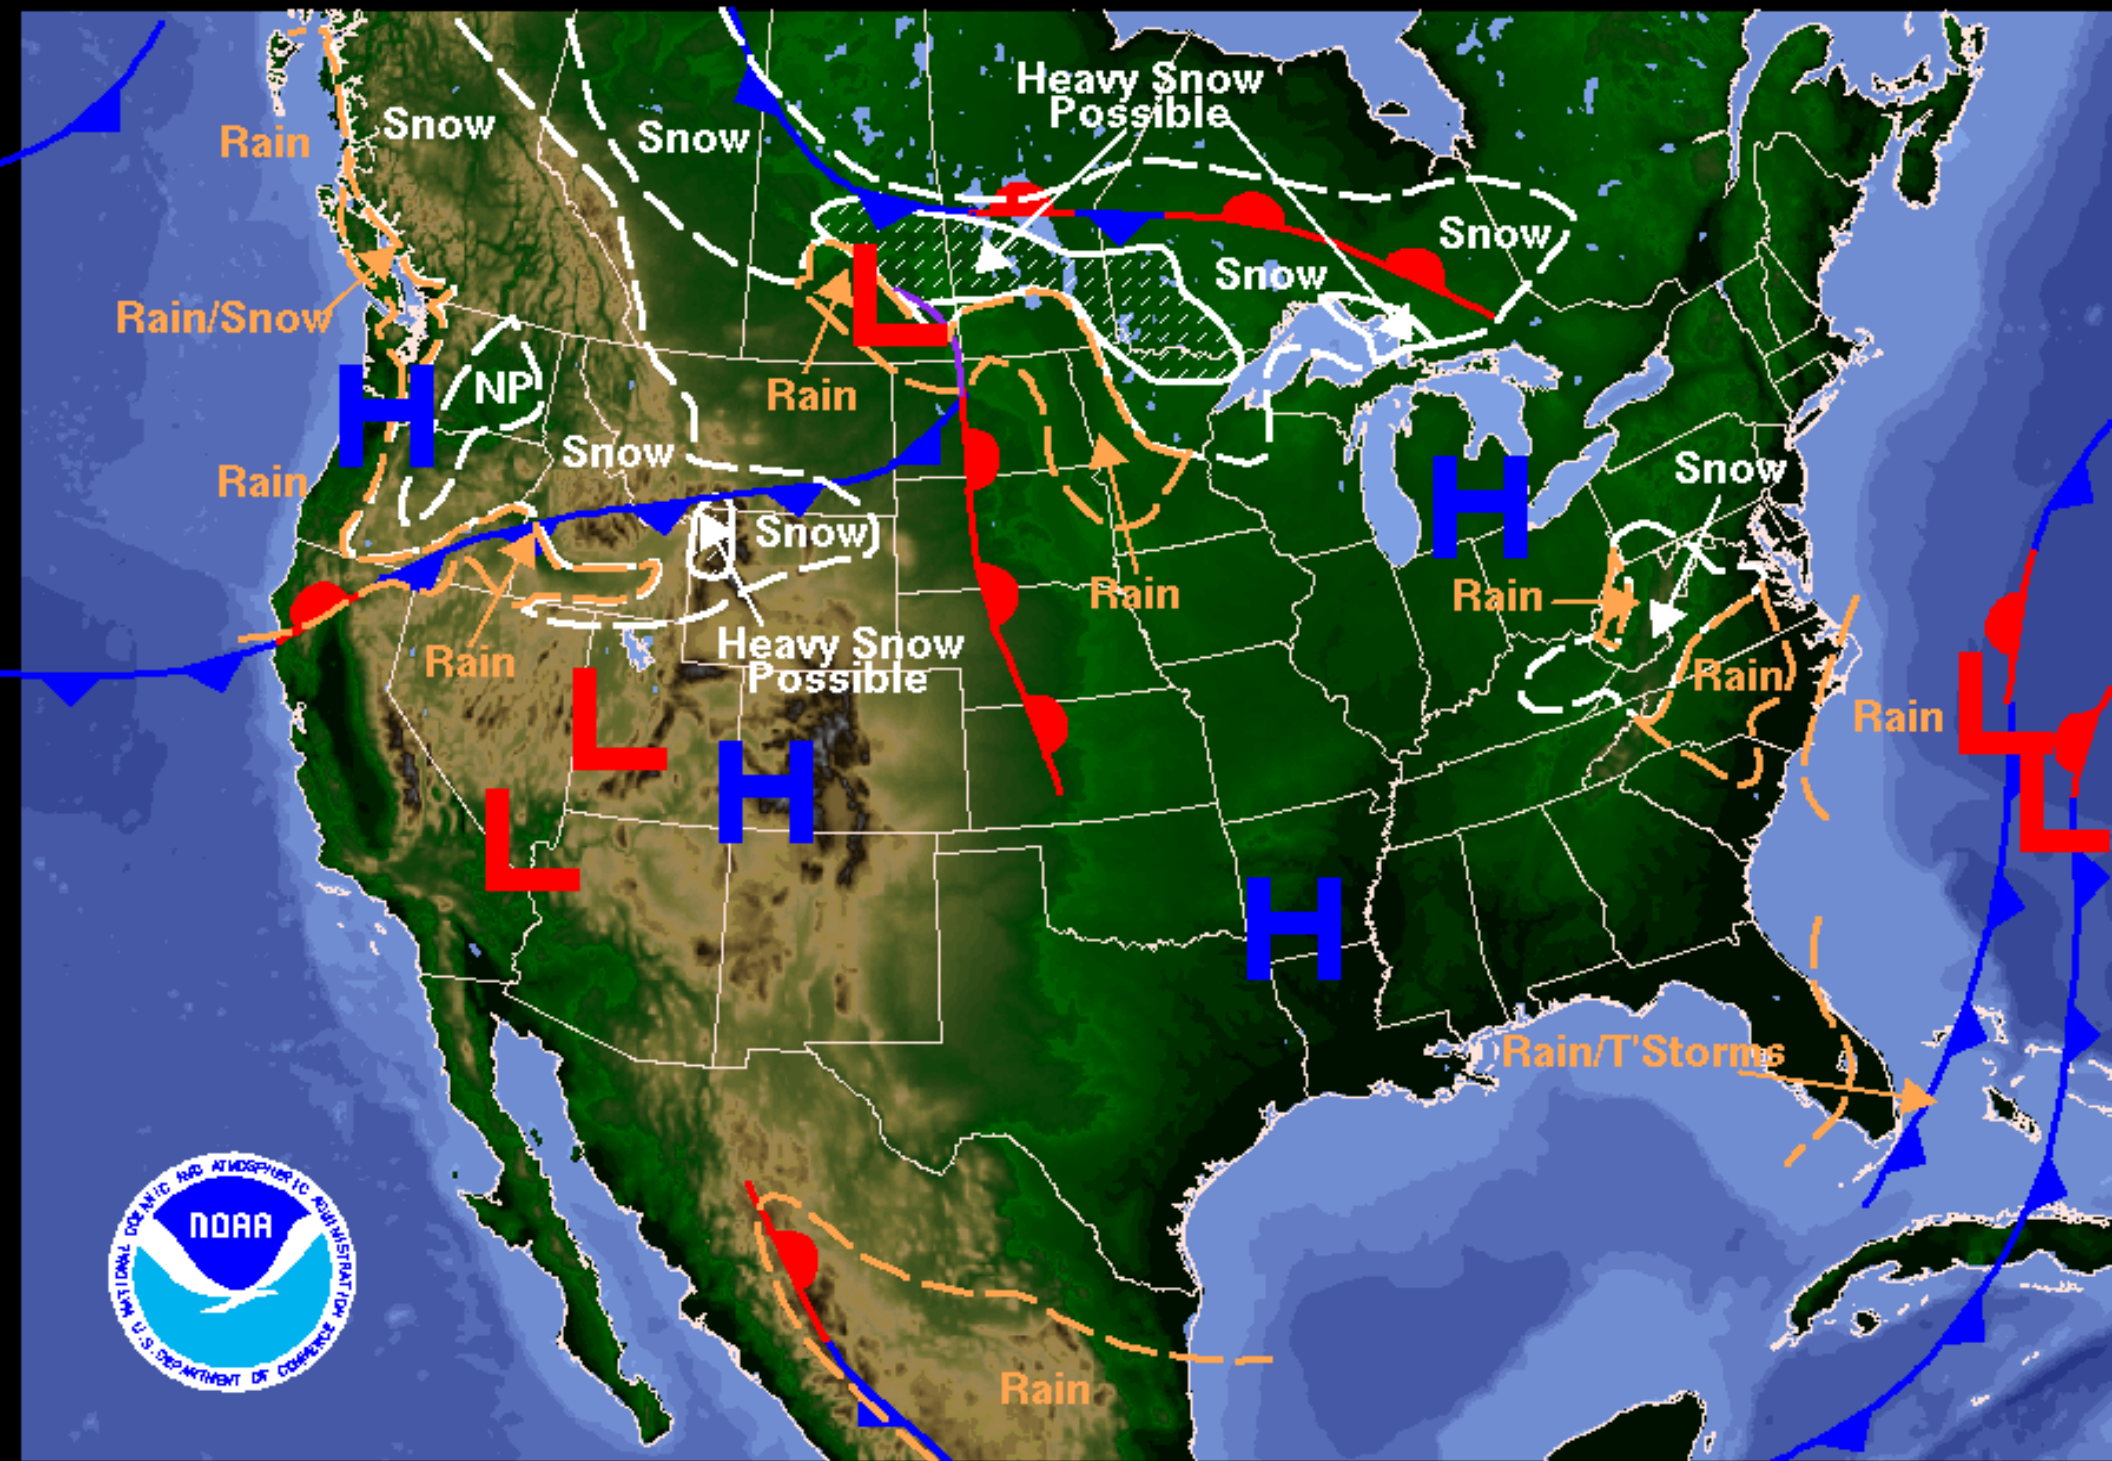 Heavy Snow
Possible
Snow
Snow
Rain
Snow
Snow
Rain/Snow
NP
Rain
Snow
Snow
Rain
H
L
H
H
Snow
Rain
Rain
Rain
Heavy Snow
Possible
Rain
Rain
Rain
L
L
L
H
L
H
Rain/T'Storms
NATIONAL OCEANIC AND ATMOSPHERIC ADMINISTRATION
NOAA
U.S. DEPARTMENT OF COMMERCE
Rain